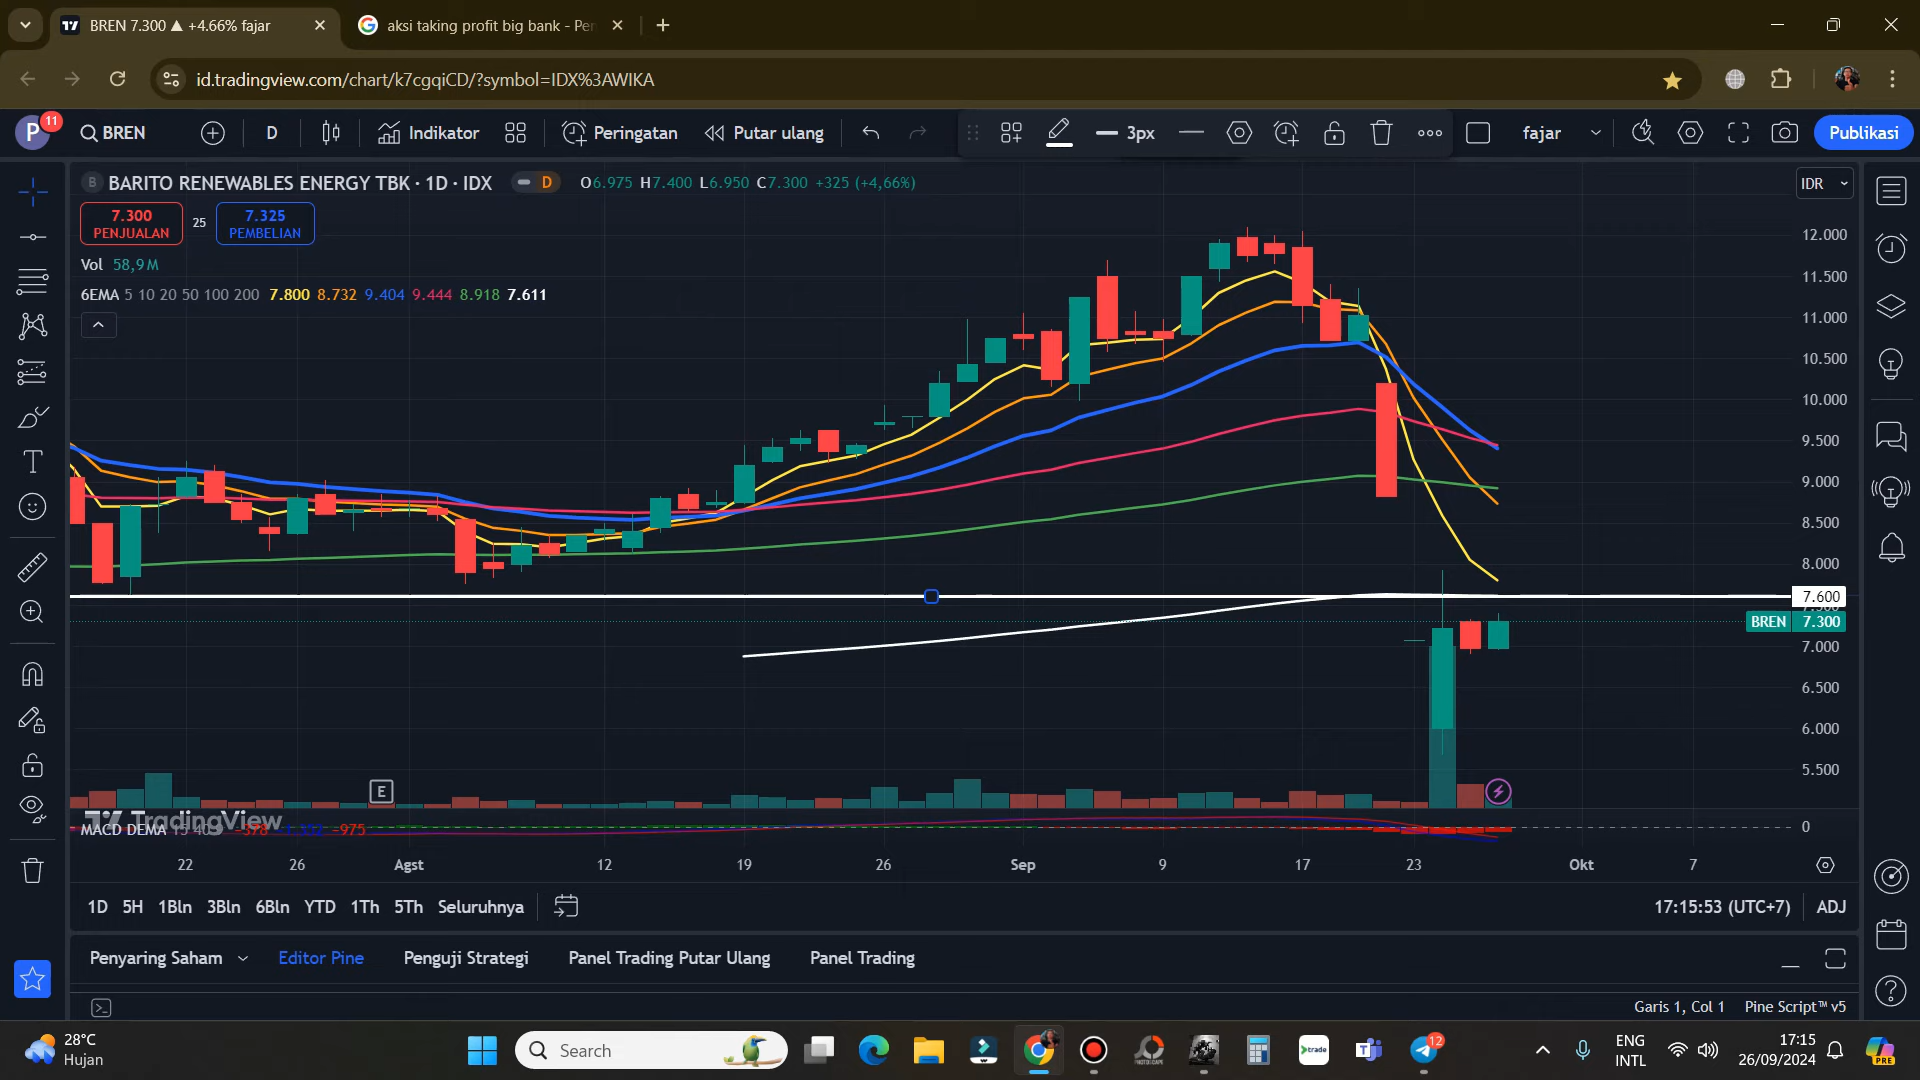 BREN 7.300 ▲ +4.66% fajar
aksi taking profit big bank - Pen
id.tradingview.com/chart/k7cgqiCD/?symbol=IDX%3AWIKA
P 11
BREN
D
Indikator
Peringatan
Putar ulang
3px
fajar
Publikasi
B BARITO RENEWABLES ENERGY TBK · 1D · IDX D O6.975 H7.400 L6.950 C7.300 +325 (+4,66%)
IDR
7.300 PENJUALAN
25
7.325 PEMBELIAN
Vol 58,9 M
6EMA 5 10 20 50 100 200 7.800 8.732 9.404 9.444 8.918 7.611
12.000
11.500
11.000
10.500
10.000
9.500
9.000
8.500
8.000
7.600
BREN 7.300
7.000
6.500
6.000
5.500
E
TradingView
MACD DEMA
-975
0
22 26 Agst 12 19 26 Sep 9 17 23 Okt 7
1D 5H 1Bln 3Bln 6Bln YTD 1Th 5Th Seluruhnya
17:15:53 (UTC+7) ADJ
Penyaring Saham Editor Pine Penguji Strategi Panel Trading Putar Ulang Panel Trading
Garis 1, Col 1 Pine Script™ v5
28°C
Hujan
Search
trade
12
ENG
INTL
17:15
26/09/2024
PRE